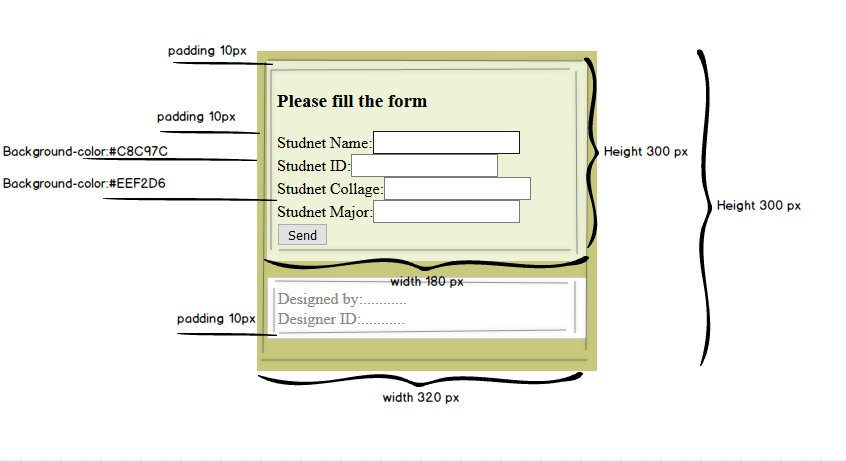 padding 10px
Please fill the form
padding 10px
Studnet Name:
Background-color:#C8C97C
Height 300 px
Studnet ID:
Background-color:#EEF2D6
Studnet Collage:
Height 300 px
Studnet Major:
Send
width 180 px
Designed by:...........
padding 10px
Designer ID:...........
width 320 px